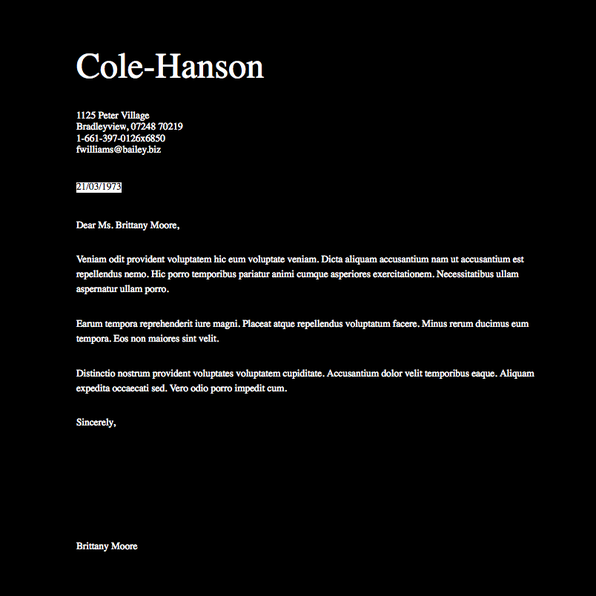 Cole-Hanson
1125 Peter Village
Bradleyview, 07248 70219
1-661-397-0126x6850
fwilliams@bailey.biz
21/03/1973
Dear Ms. Brittany Moore,
Veniam odit provident voluptatem hic eum voluptate veniam. Dicta aliquam accusantium nam ut accusantium est
repellendus nemo. Hic porro temporibus pariatur animi cumque asperiores exercitationem. Necessitatibus ullam
aspernatur ullam porro.
Earum tempora reprehenderit iure magni. Placeat atque repellendus voluptatum facere. Minus rerum ducimus eum
tempora. Eos non maiores sint velit.
Distinctio nostrum provident voluptates voluptatem cupiditate. Accusantium dolor velit temporibus eaque. Aliquam
expedita occaecati sed. Vero odio porro impedit cum.
Sincerely,
Brittany Moore